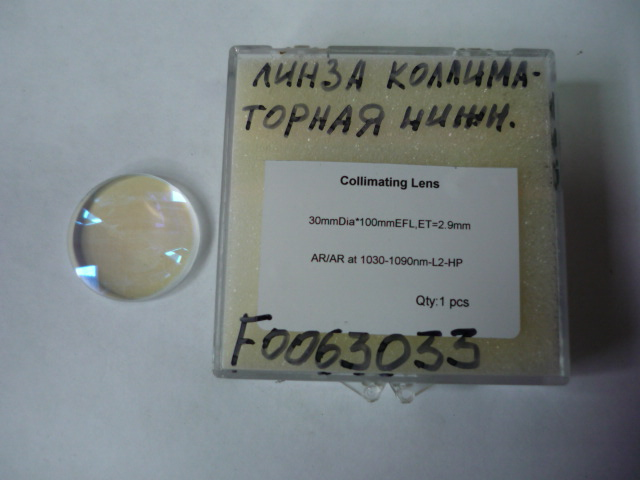 ЛИНЗА КОЛЛИМА-
ТОРНАЯ НИЖН.
Collimating Lens
30mmDia*100mmEFL,ET=2.9mm
AR/AR at 1030-1090nm-L2-HP
Qty:1 pcs
F0063033